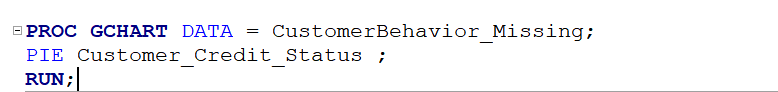 PROC GCHART DATA = CustomerBehavior_Missing;
PIE Customer_Credit_Status ;
RUN;